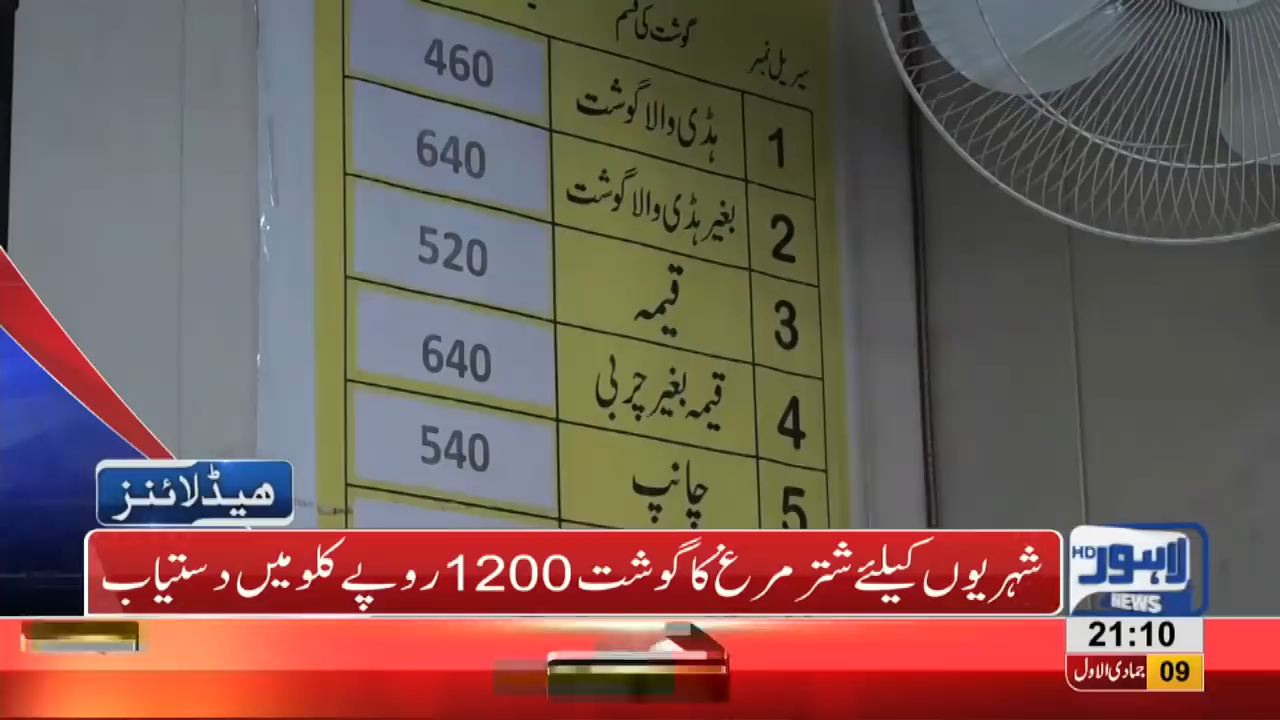 سیریل نمبر گوشت کی قسم
1 ہڈی والا گوشت 460
2 بغیر ہڈی والا گوشت 640
3 قیمہ 520
4 قیمہ بغیر چربی 640
5 چانپ 540
ھیڈلائنز
شہریوں کیلئے شتر مرغ کا گوشت 1200 روپے کلو میں دستیاب
لاہور HD
NEWS
21:10
09 جمادی الاول